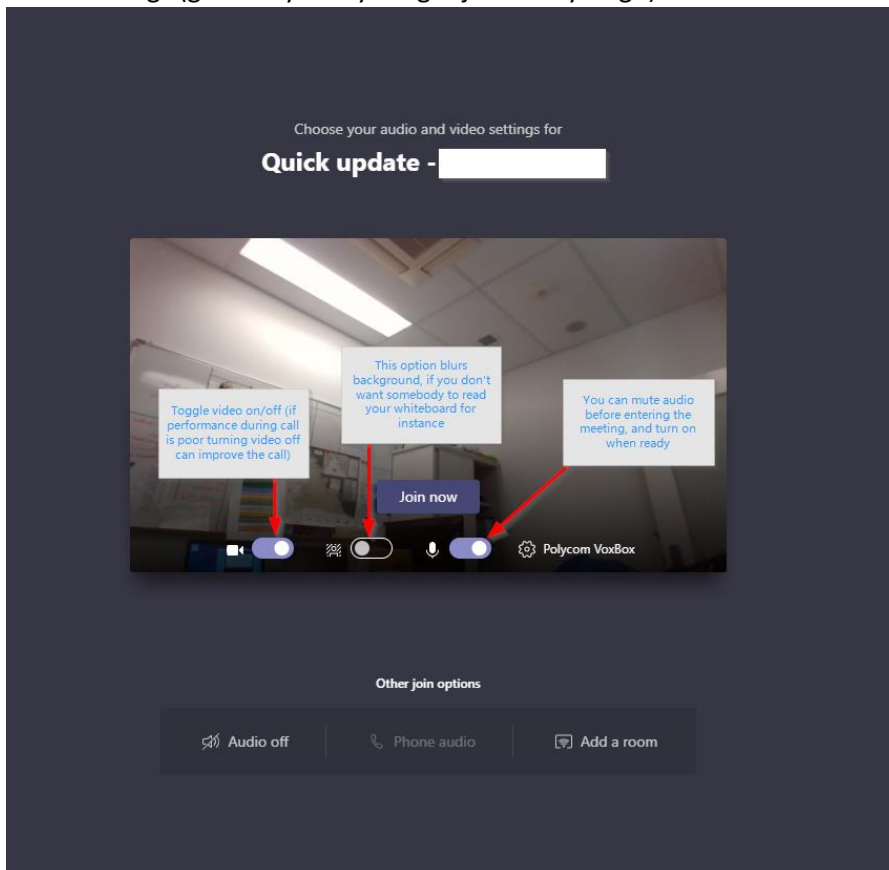 Choose your audio and video settings for
Quick update -
This option blurs
background, if you don't
want somebody to read
your whiteboard for
instance
Toggle video on/off (if
performance during call
is poor turning video off
can improve the call)
You can mute audio
before entering the
meeting, and turn on
when ready
Join now
Polycom VoxBox
Other join options
Audio off
Phone audio
Add a room